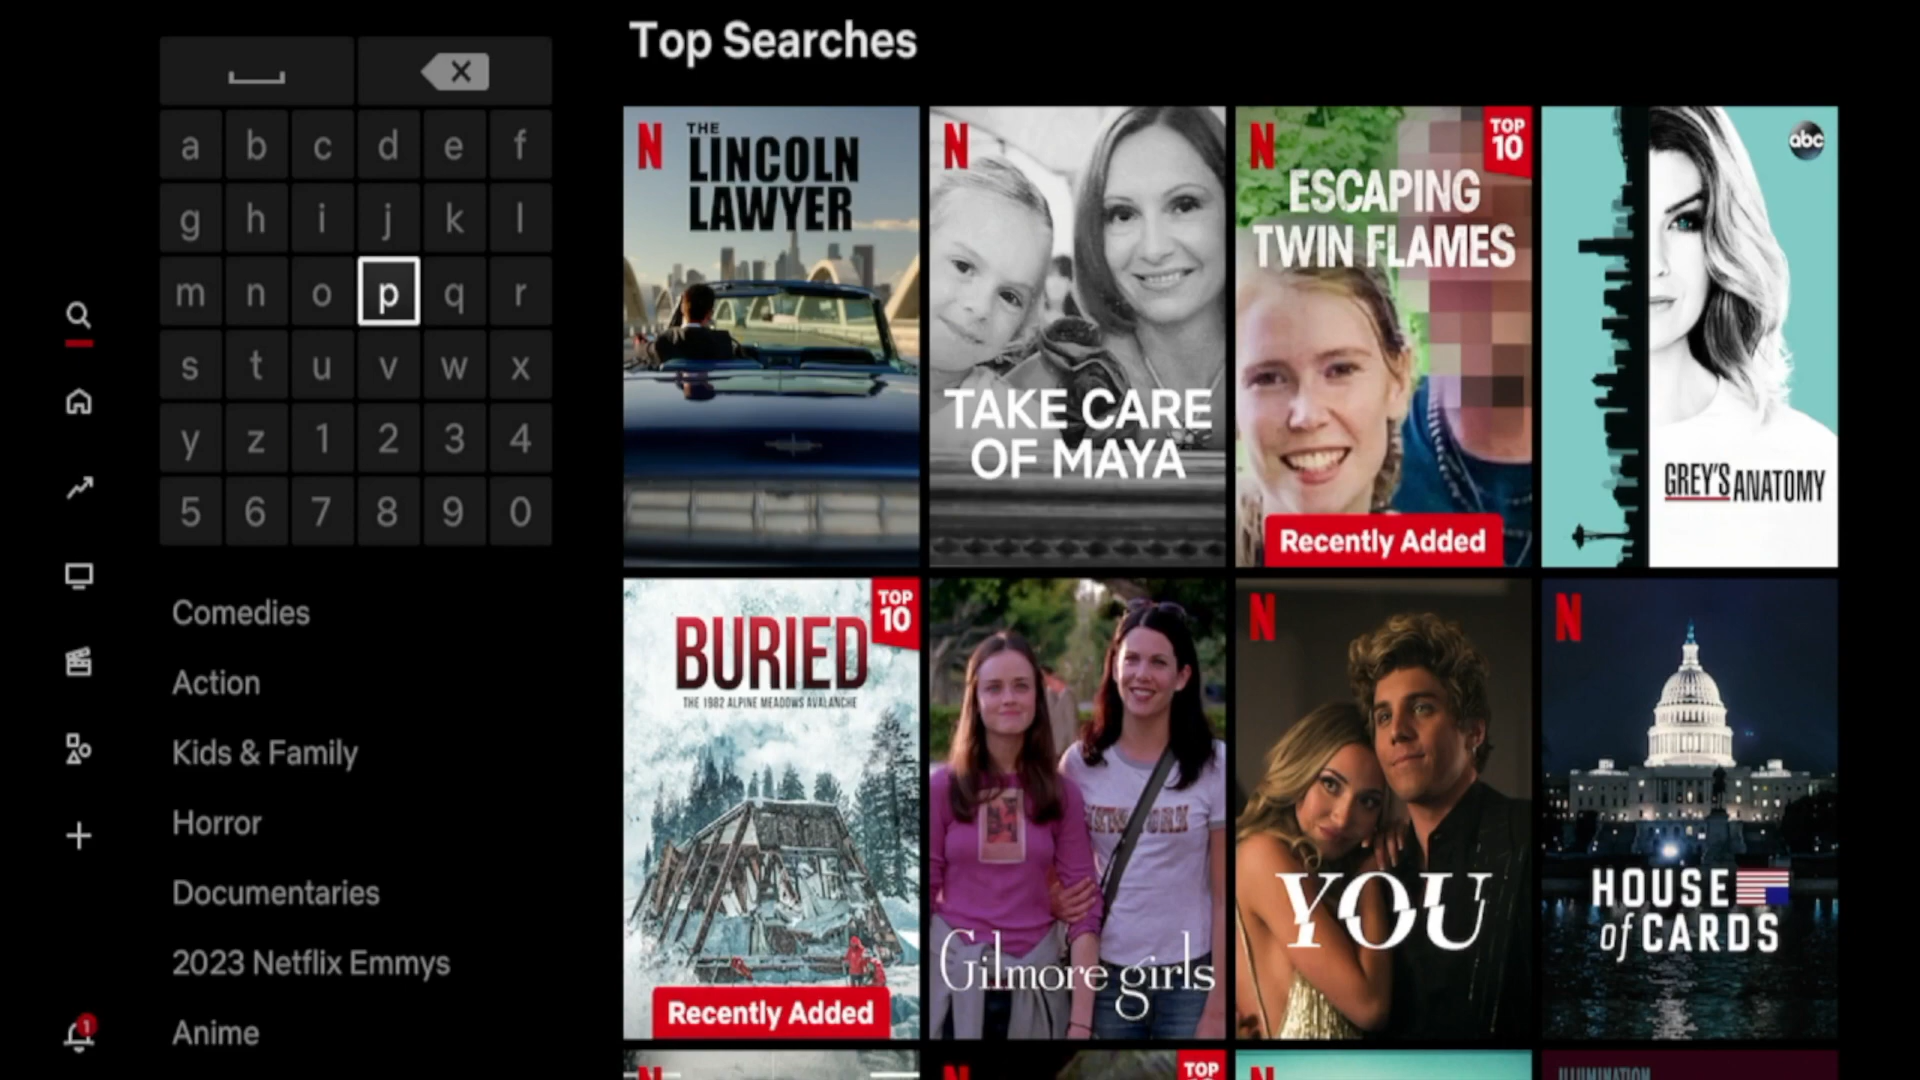 Top Searches
a b c d e f
g h i j k l
m n o p q r
s t u v w x
y z 1 2 3 4
5 6 7 8 9 0
Comedies
Action
Kids & Family
Horror
Documentaries
2023 Netflix Emmys
Anime
1
N
THE
LINCOLN
LAWYER
N
TAKE CARE
OF MAYA
N
TOP
10
ESCAPING
TWIN FLAMES
Recently Added
abc
GREY'S ANATOMY
TOP
10
BURIED
THE 1982 ALPINE MEADOWS AVALANCHE
Recently Added
Gilmore girls
N
YOU
N
HOUSE
of CARDS
N
N
TOP
N
ILLUMINATION